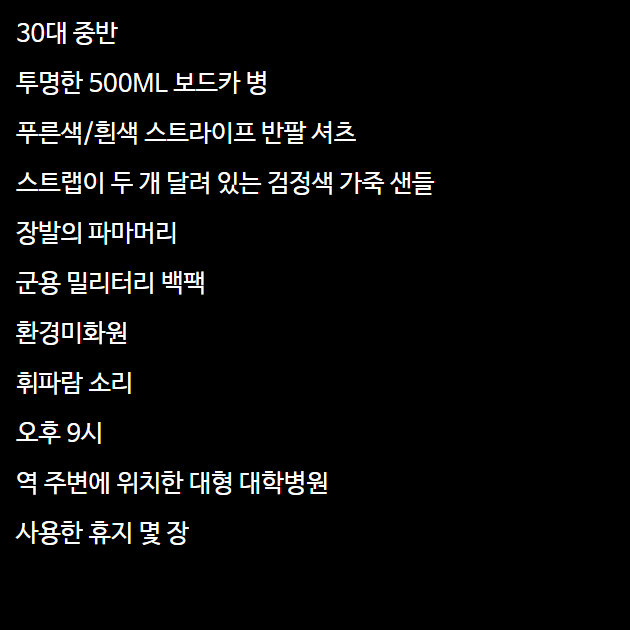 30대 중반
투명한 500ML 보드카 병
푸른색/흰색 스트라이프 반팔 셔츠
스트랩이 두 개 달려 있는 검정색 가죽 샌들
장발의 파마머리
군용 밀리터리 백팩
환경미화원
휘파람 소리
오후 9시
역 주변에 위치한 대형 대학병원
사용한 휴지 몇 장